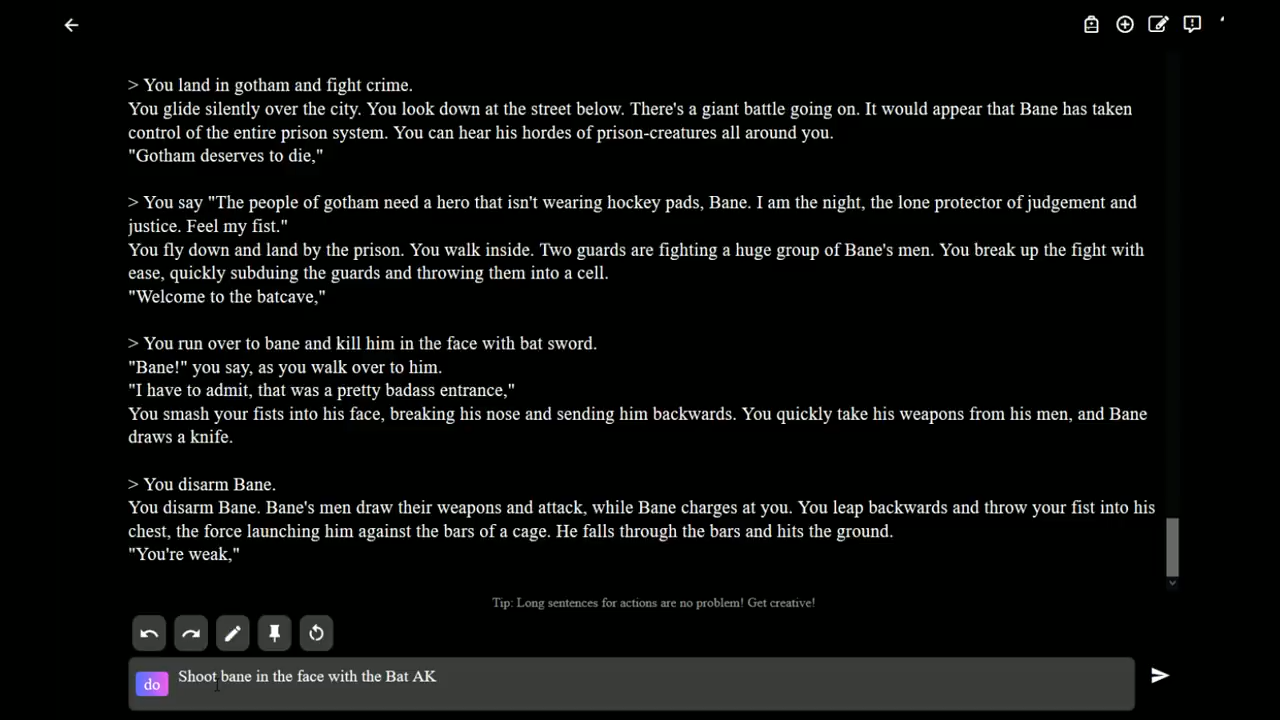 > You land in gotham and fight crime.
You glide silently over the city. You look down at the street below. There's a giant battle going on. It would appear that Bane has taken
control of the entire prison system. You can hear his hordes of prison-creatures all around you.
"Gotham deserves to die,"
> You say "The people of gotham need a hero that isn't wearing hockey pads, Bane. I am the night, the lone protector of judgement and
justice. Feel my fist."
You fly down and land by the prison. You walk inside. Two guards are fighting a huge group of Bane's men. You break up the fight with
ease, quickly subduing the guards and throwing them into a cell.
"Welcome to the batcave,"
> You run over to bane and kill him in the face with bat sword.
"Bane!" you say, as you walk over to him.
"I have to admit, that was a pretty badass entrance,"
You smash your fists into his face, breaking his nose and sending him backwards. You quickly take his weapons from his men, and Bane
draws a knife.
> You disarm Bane.
You disarm Bane. Bane's men draw their weapons and attack, while Bane charges at you. You leap backwards and throw your fist into his
chest, the force launching him against the bars of a cage. He falls through the bars and hits the ground.
"You're weak,"
Tip: Long sentences for actions are no problem! Get creative!
do Shoot bane in the face with the Bat AK